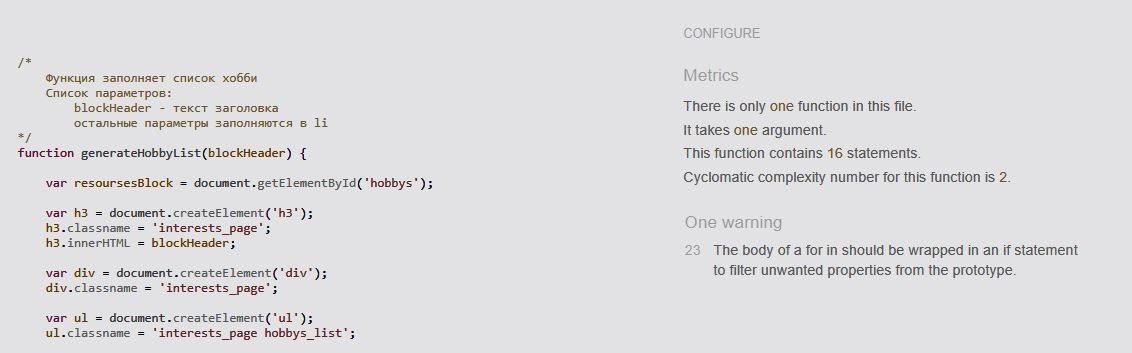 /*
Функция заполняет список хобби
Список параметров:
blockHeader - текст заголовка
остальные параметры заполняются в li
*/
function generateHobbyList(blockHeader) {
var resoursesBlock = document.getElementById('hobbys');
var h3 = document.createElement('h3');
h3.classname = 'interests_page';
h3.innerHTML = blockHeader;
var div = document.createElement('div');
div.classname = 'interests_page';
var ul = document.createElement('ul');
ul.classname = 'interests_page hobbys_list';
CONFIGURE
Metrics
There is only one function in this file.
It takes one argument.
This function contains 16 statements.
Cyclomatic complexity number for this function is 2.
One warning
23 The body of a for in should be wrapped in an if statement
to filter unwanted properties from the prototype.